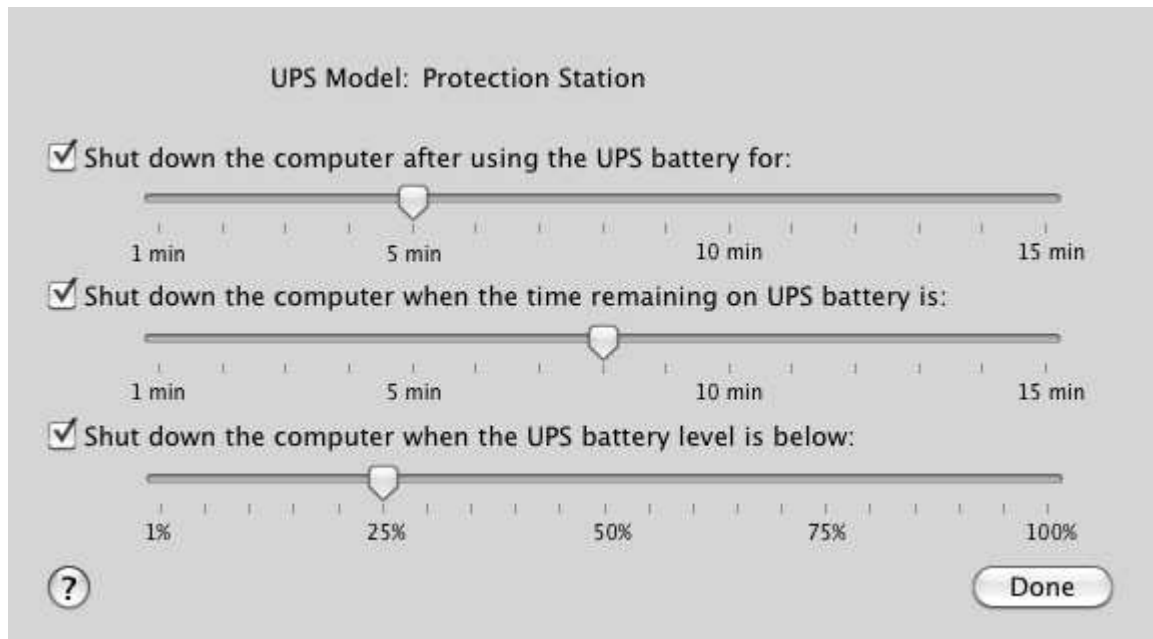 UPS Model: Protection Station
Shut down the computer after using the UPS battery for:
1 min 5 min 10 min 15 min
Shut down the computer when the time remaining on UPS battery is:
1 min 5 min 10 min 15 min
Shut down the computer when the UPS battery level is below:
1% 25% 50% 75% 100%
? Done